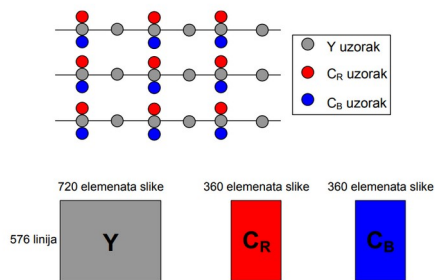 Y uzorak
CR uzorak
CB uzorak
720 elemenata slike
360 elemenata slike
360 elemenata slike
576 linija
Y
CR
CB